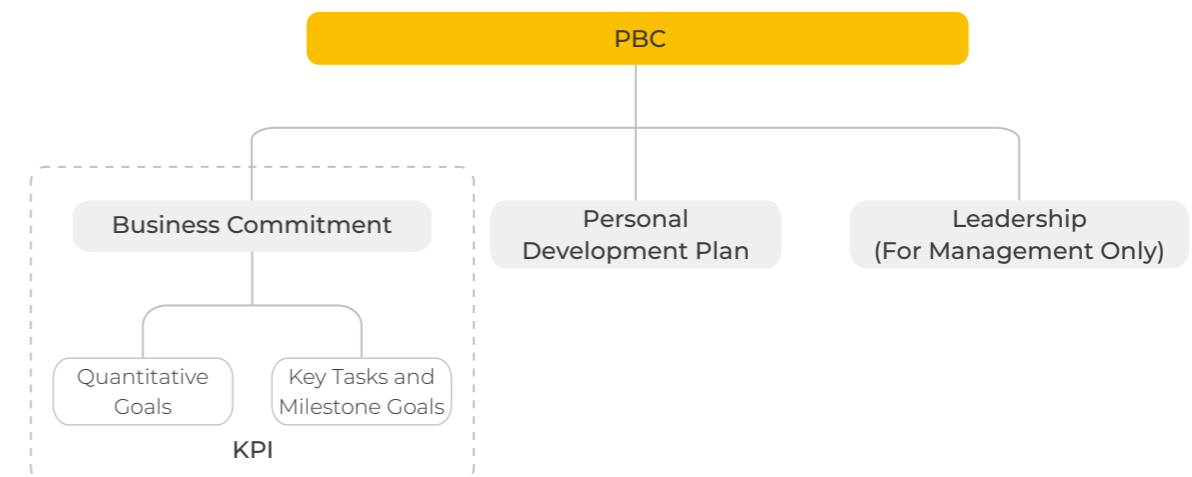 PBC
Business Commitment
Personal
Development Plan
Leadership
(For Management Only)
Quantitative
Goals
Key Tasks and
Milestone Goals
KPI